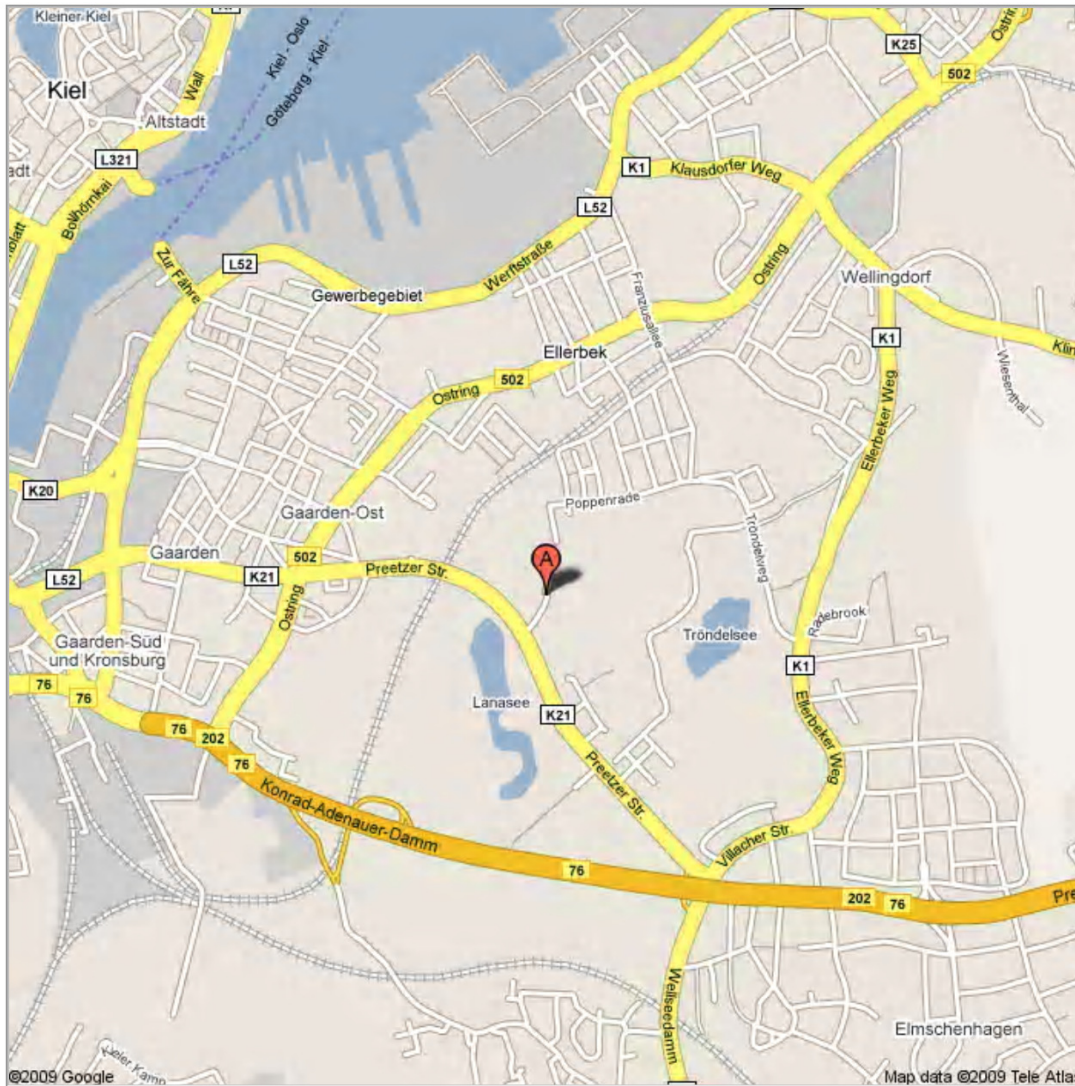 Kleiner Kiel
Kiel
Altstadt
Wall
L321
Kiel - Oslo
Göteborg - Kiel
K25
Ostring
502
K1
Klausdorfer Weg
L52
Zur Fähre
L52
Gewerbegebiet
Werftstraße
Franziusallee
Ostring
Wellingdorf
Ellerbek
K1
Wiesenthal
502
Ostring
Ellerbeker Weg
K20
Poppenrade
Gaarden-Ost
Tröndelweg
Gaarden
502
A
L52
K21
Preetzer Str.
Ostring
Radebrook
Gaarden-Süd
und Kronsburg
Tröndelsee
K1
76
76
Lanasee
K21
Ellerbeker Weg
76
202
76
Preetzer Str.
Konrad-Adenauer-Damm
Villacher Str.
76
202
76
Wellseedamm
Elmschenhagen
©2009 Google
Map data ©2009 Tele Atlas